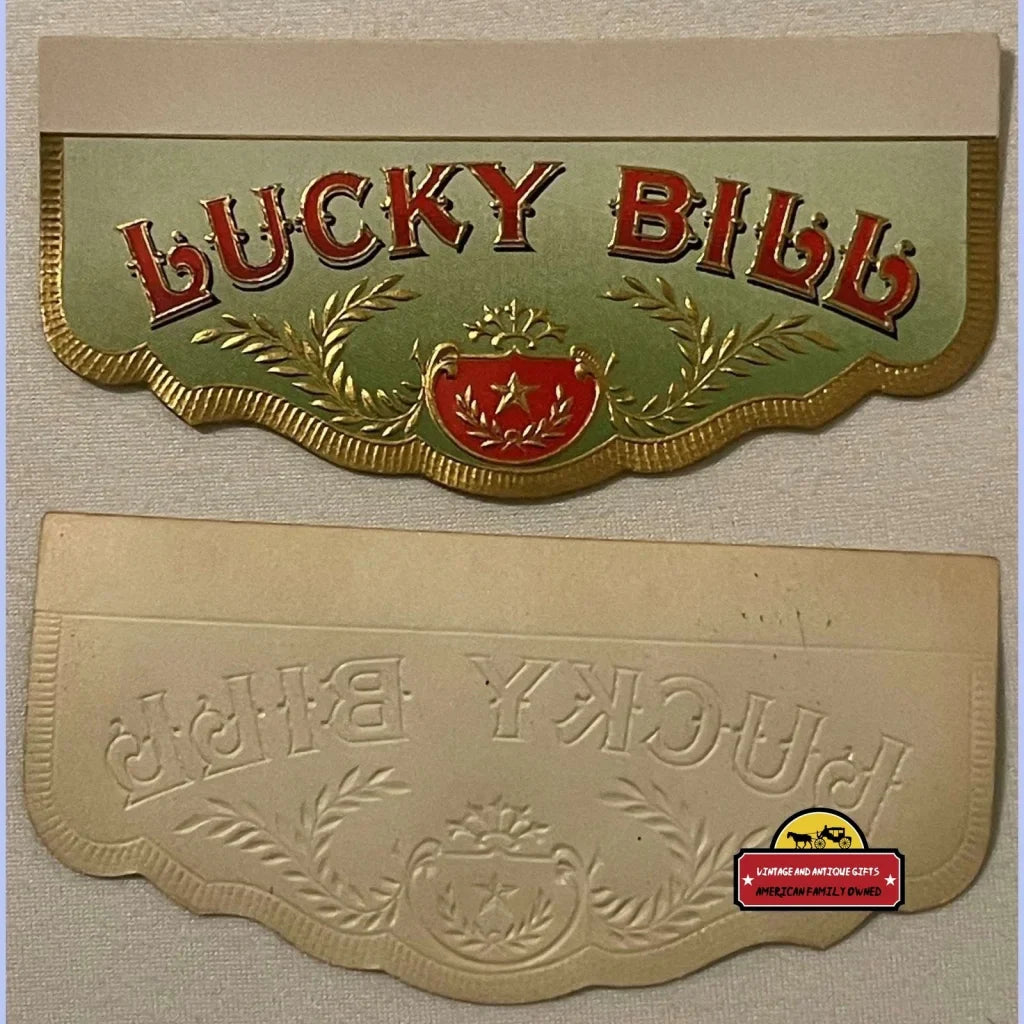 LUCKY BILL
LUCKY BILL
VINTAGE AND ANTIQUE GIFTS
AMERICAN FAMILY OWNED